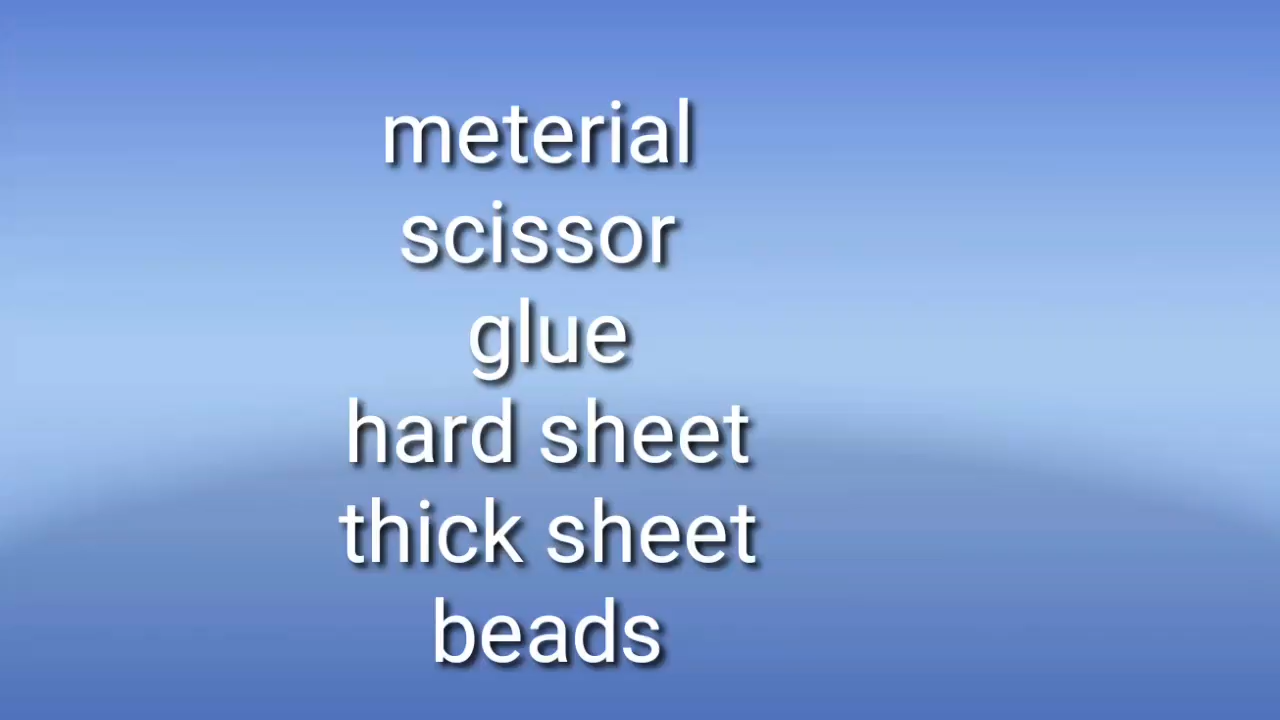 meterial
scissor
glue
hard sheet
thick sheet
beads